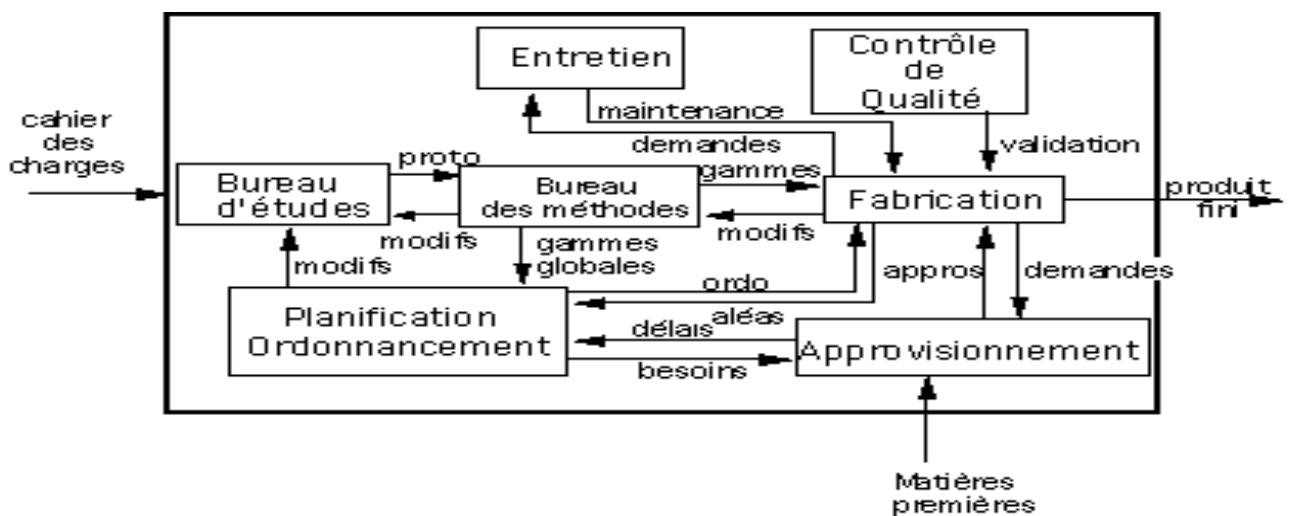 Entretien
Contrôle
de
Qualité
maintenance
cahier
des
charges
demandes
validation
proto
gammes
Bureau
d'études
Bureau
des méthodes
Fabrication
produit
fini
modifs
modifs
modifs
gammes
globales
ordo
appros
demandes
Planification
Ordonnancement
aléas
délais
besoins
Approvisionnement
Matières
premières